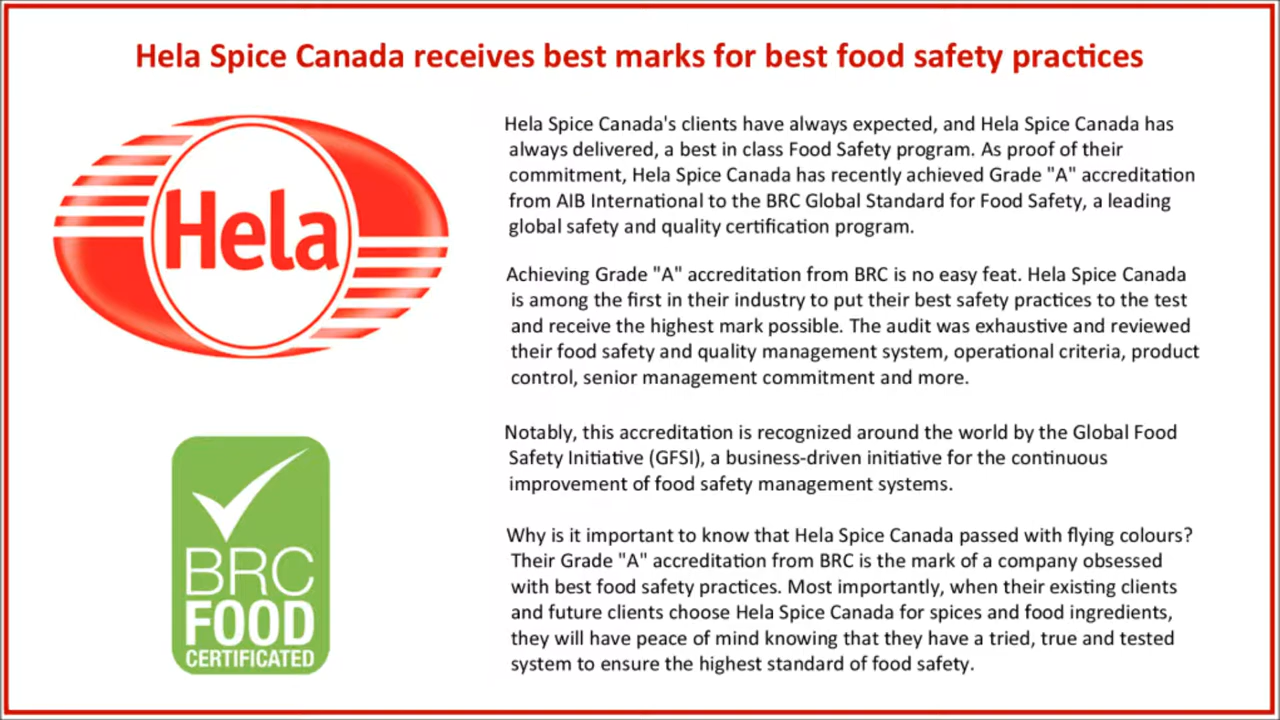 Hela Spice Canada receives best marks for best food safety practices
Hela
Hela Spice Canada's clients have always expected, and Hela Spice Canada has
always delivered, a best in class Food Safety program. As proof of their
commitment, Hela Spice Canada has recently achieved Grade "A" accreditation
from AIB International to the BRC Global Standard for Food Safety, a leading
global safety and quality certification program.
Achieving Grade "A" accreditation from BRC is no easy feat. Hela Spice Canada
is among the first in their industry to put their best safety practices to the test
and receive the highest mark possible. The audit was exhaustive and reviewed
their food safety and quality management system, operational criteria, product
control, senior management commitment and more.
Notably, this accreditation is recognized around the world by the Global Food
Safety Initiative (GFSI), a business-driven initiative for the continuous
improvement of food safety management systems.
Why is it important to know that Hela Spice Canada passed with flying colours?
Their Grade "A" accreditation from BRC is the mark of a company obsessed
with best food safety practices. Most importantly, when their existing clients
and future clients choose Hela Spice Canada for spices and food ingredients,
they will have peace of mind knowing that they have a tried, true and tested
system to ensure the highest standard of food safety.
BRC
FOOD
CERTIFICATED